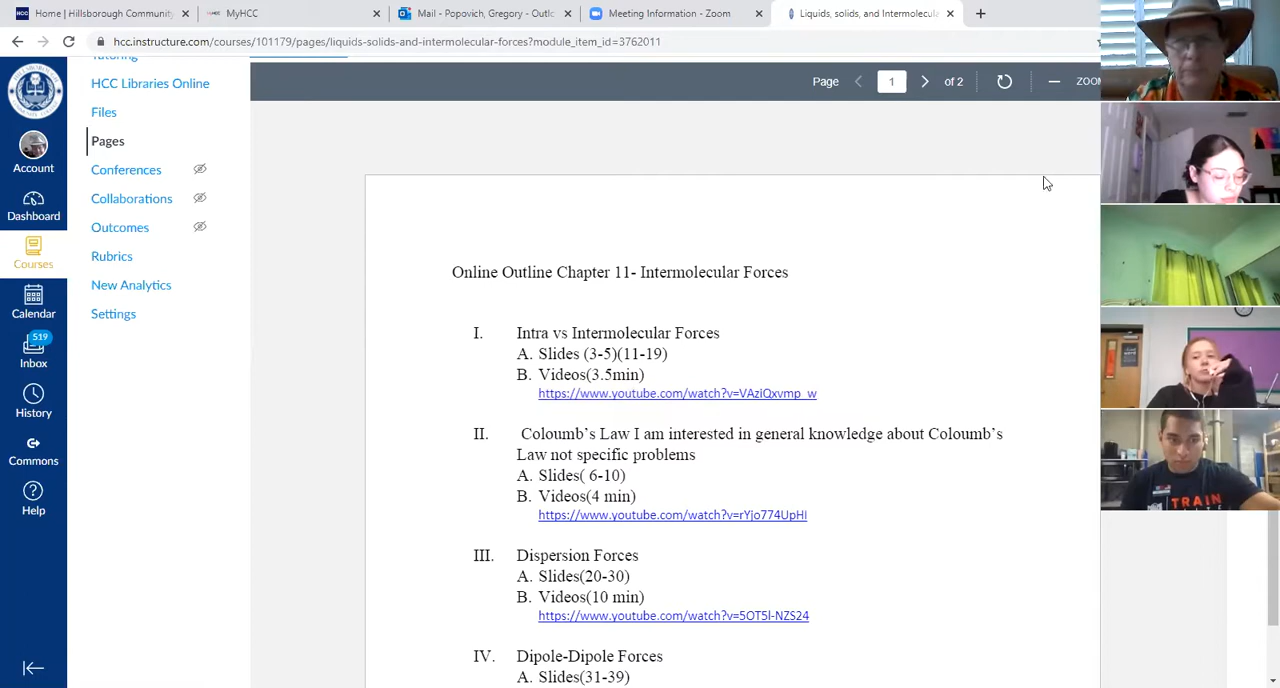 Home | Hillsborough Community
MyHCC
Mail - Popovich, Gregory - Outlo
Meeting Information - Zoom
Liquids, solids, and Intermolecula
hcc.instructure.com/courses/101179/pages/liquids-solids-and-intermolecular-forces?module_item_id=3762011
Tutoring
HCC Libraries Online
Files
Pages
Conferences
Collaborations
Outcomes
Rubrics
New Analytics
Settings
Account
Dashboard
Courses
Calendar
519
Inbox
History
Commons
Help
Page 1 of 2 ZOO
Online Outline Chapter 11- Intermolecular Forces
I. Intra vs Intermolecular Forces
A. Slides (3-5)(11-19)
B. Videos(3.5min)
https://www.youtube.com/watch?v=VAziQxvmp_w
II. Coloumb's Law I am interested in general knowledge about Coloumb's
Law not specific problems
A. Slides( 6-10)
B. Videos(4 min)
https://www.youtube.com/watch?v=rYjo774UpHI
III. Dispersion Forces
A. Slides(20-30)
B. Videos(10 min)
https://www.youtube.com/watch?v=5OT5l-NZS24
IV. Dipole-Dipole Forces
A. Slides(31-39)
TRAIN